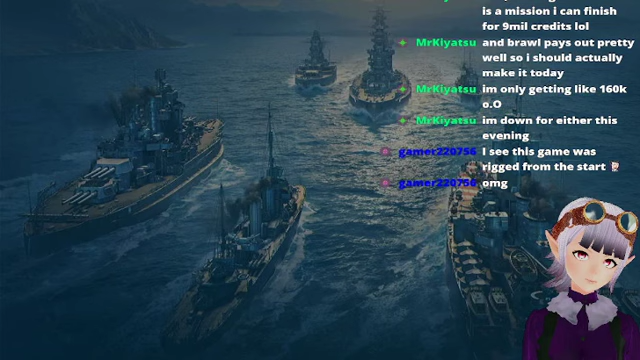 is a mission i can finish
for 9mil credits lol
MrKiyatsu and brawl pays out pretty
well so i should actually
make it today
MrKiyatsu im only getting like 160k
o.O
MrKiyatsu im down for either this
evening
gamer220756 I see this game was
rigged from the start
gamer220756 omg